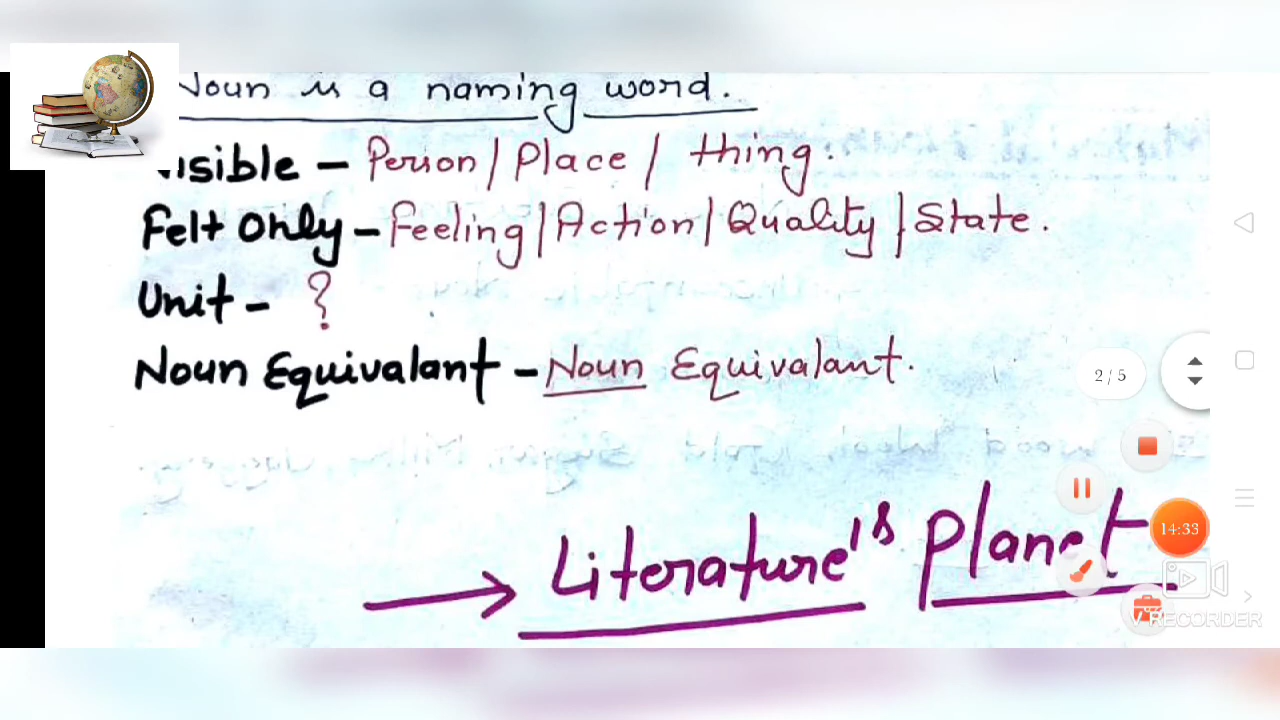 Noun is a naming word.
Visible – Person / Place / thing.
Felt Only – Feeling / Action / Quality / State.
Unit – ?
Noun Equivalant – Noun Equivalant.
2 / 5
→ Literature's planet
14:33
V RECORDER